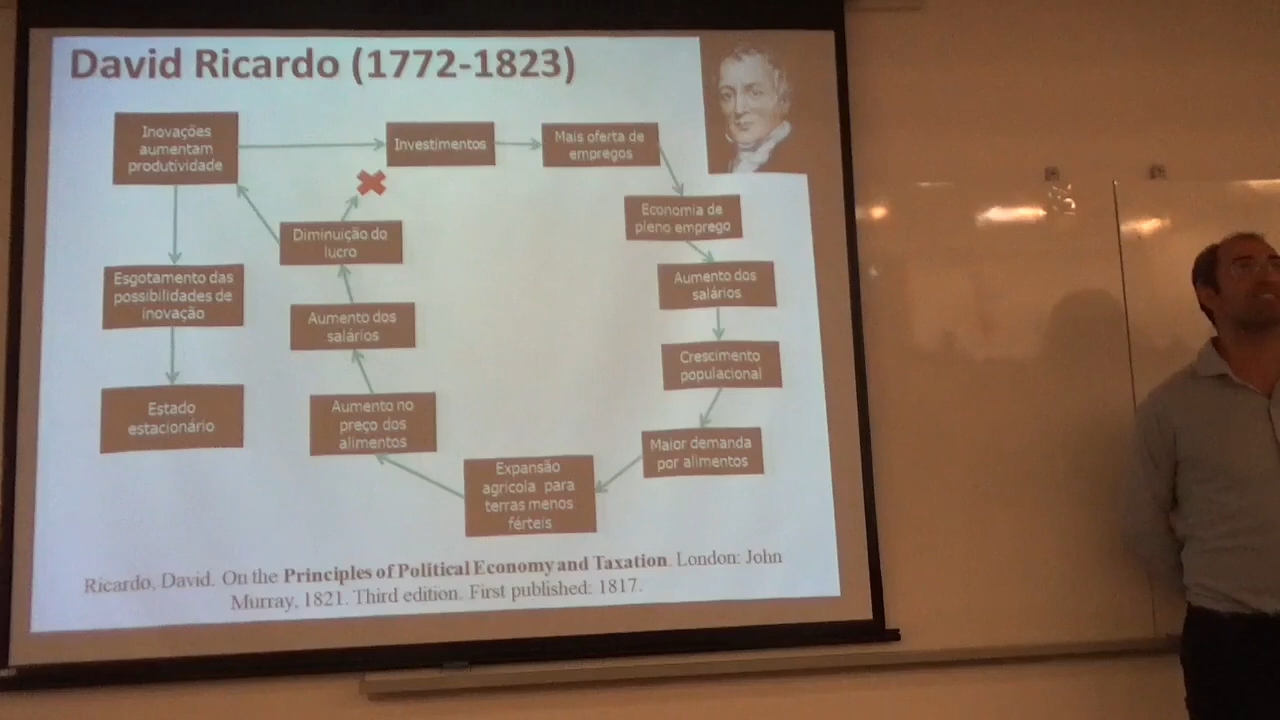 David Ricardo (1772-1823)
Inovações
aumentam
produtividade
Investimentos
Mais oferta de
empregos
Economia de
pleno emprego
Aumento dos
salários
Crescimento
populacional
Maior demanda
por alimentos
Expansão
agrícola para
terras menos
férteis
Aumento no
preço dos
alimentos
Aumento dos
salários
Diminuição do
lucro
Esgotamento das
possibilidades de
inovação
Estado
estacionário
Ricardo, David. On the Principles of Political Economy and Taxation. London: John
Murray, 1821. Third edition. First published: 1817.